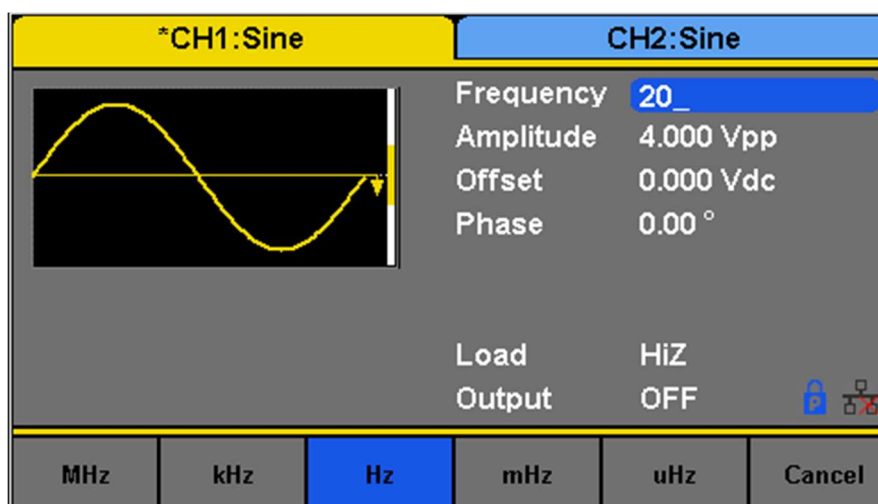 *CH1:Sine
CH2:Sine
Frequency 20_
Amplitude 4.000 Vpp
Offset 0.000 Vdc
Phase 0.00 °
Load HiZ
Output OFF
P
MHz kHz Hz mHz uHz Cancel